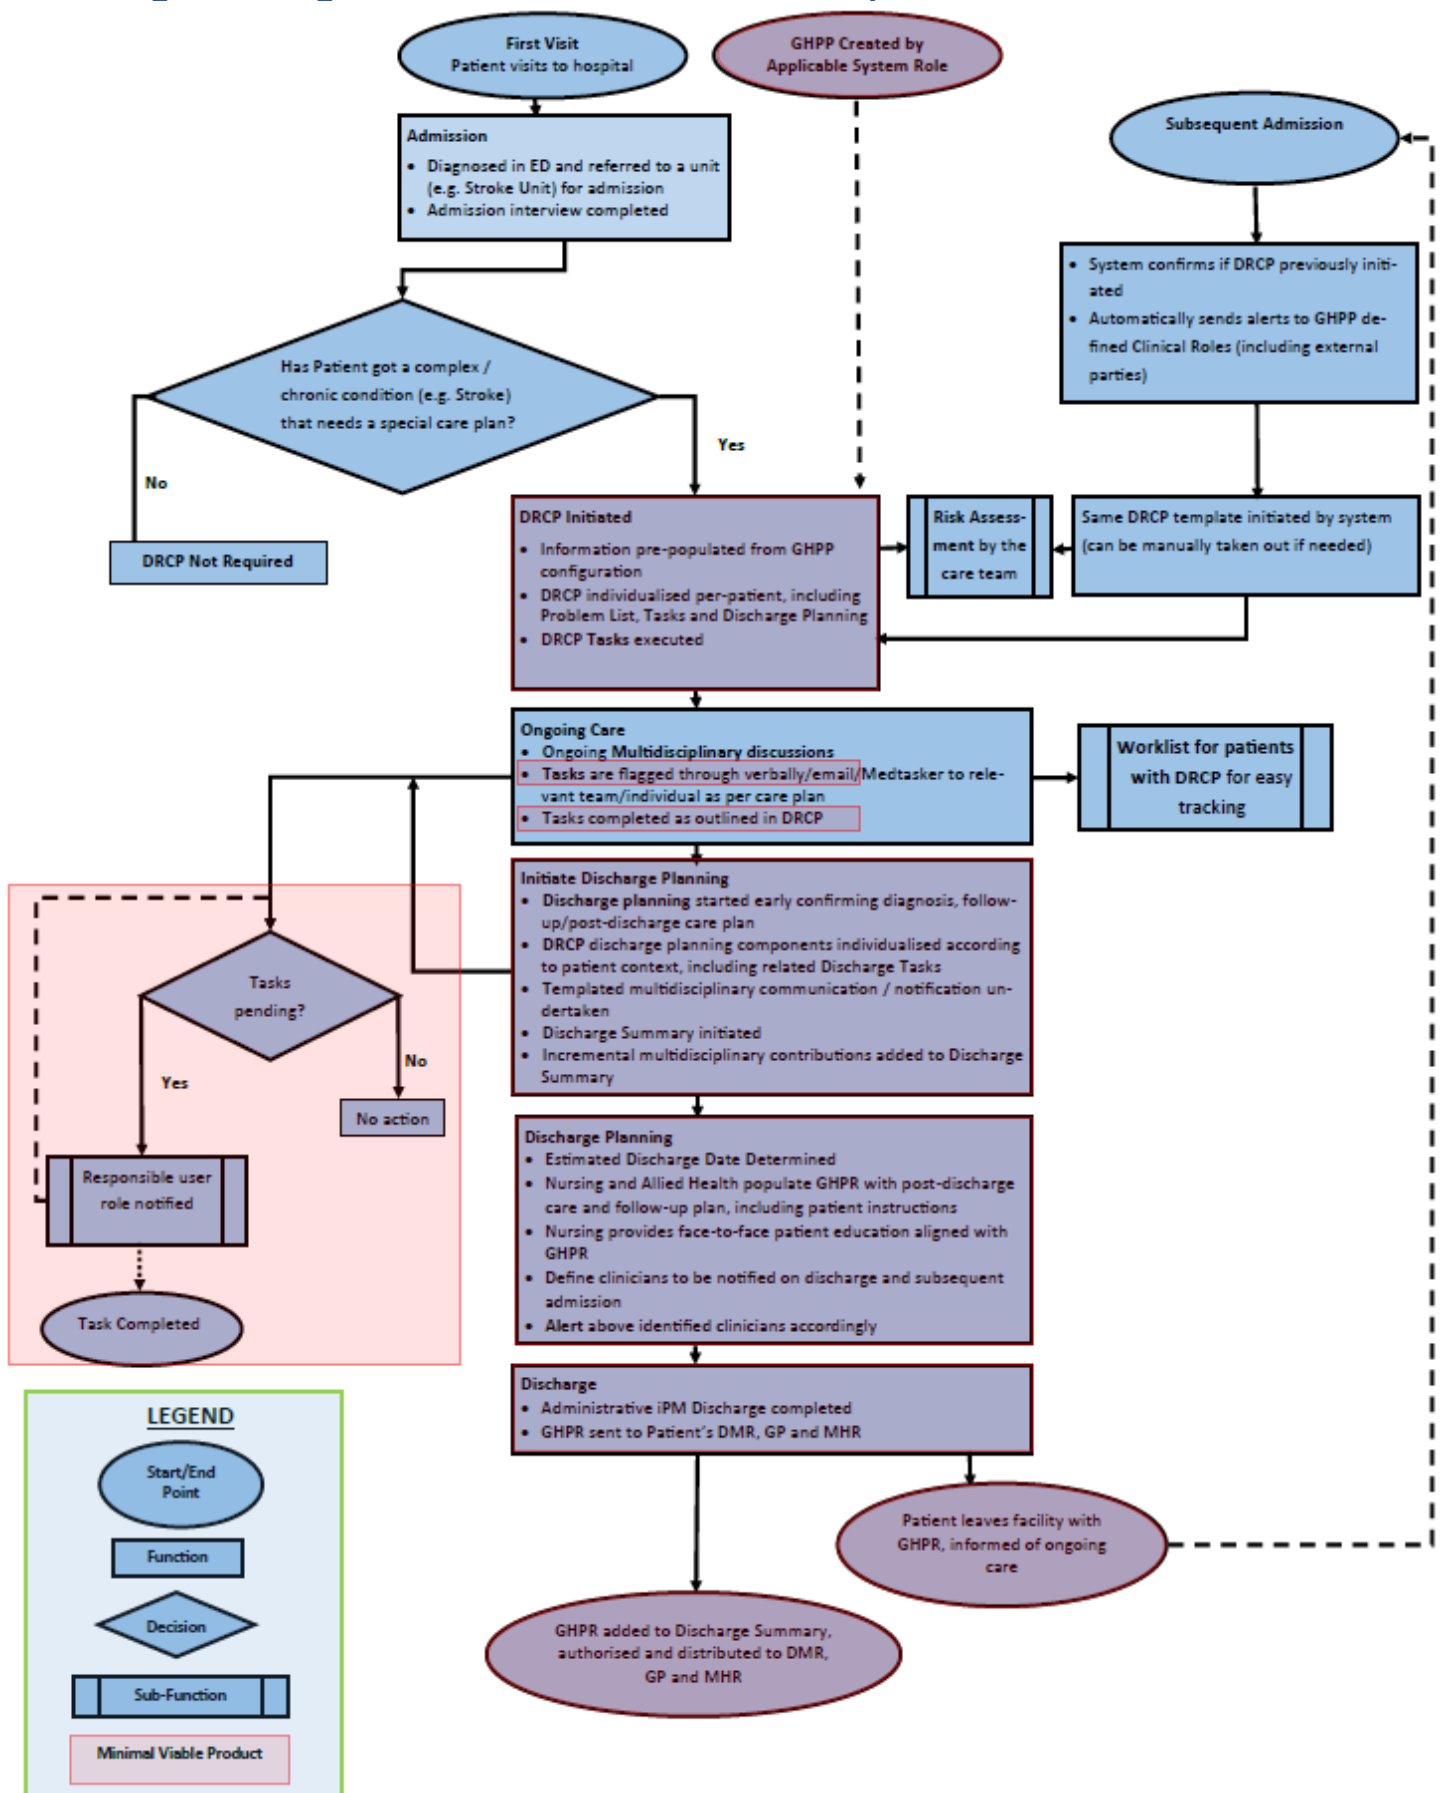 First Visit
Patient visits to hospital
GHPP Created by
Applicable System Role
Subsequent Admission
Admission
• Diagnosed in ED and referred to a unit
(e.g. Stroke Unit) for admission
• Admission interview completed
• System confirms if DRCP previously initi-
ated
• Automatically sends alerts to GHPP de-
fined Clinical Roles (including external
parties)
Has Patient got a complex /
chronic condition (e.g. Stroke)
that needs a special care plan?
Yes
No
DRCP Not Required
DRCP Initiated
• Information pre-populated from GHPP
configuration
• DRCP individualised per-patient, including
Problem List, Tasks and Discharge Planning
• DRCP Tasks executed
Risk Assess-
ment by the
care team
Same DRCP template initiated by system
(can be manually taken out if needed)
Ongoing Care
• Ongoing Multidisciplinary discussions
• Tasks are flagged through verbally/email/Medtasker to rele-
vant team/individual as per care plan
• Tasks completed as outlined in DRCP
Worklist for patients
with DRCP for easy
tracking
Initiate Discharge Planning
• Discharge planning started early confirming diagnosis, follow-
up/post-discharge care plan
• DRCP discharge planning components individualised according
to patient context, including related Discharge Tasks
• Templated multidisciplinary communication / notification un-
dertaken
• Discharge Summary initiated
• Incremental multidisciplinary contributions added to Discharge
Summary
Tasks
pending?
Yes
No
No action
Responsible user
role notified
Task Completed
Discharge Planning
• Estimated Discharge Date Determined
• Nursing and Allied Health populate GHPR with post-discharge
care and follow-up plan, including patient instructions
• Nursing provides face-to-face patient education aligned with
GHPR
• Define clinicians to be notified on discharge and subsequent
admission
• Alert above identified clinicians accordingly
Discharge
• Administrative iPM Discharge completed
• GHPR sent to Patient's DMR, GP and MHR
Patient leaves facility with
GHPR, informed of ongoing
care
GHPR added to Discharge Summary,
authorised and distributed to DMR,
GP and MHR
LEGEND
Start/End
Point
Function
Decision
Sub-Function
Minimal Viable Product